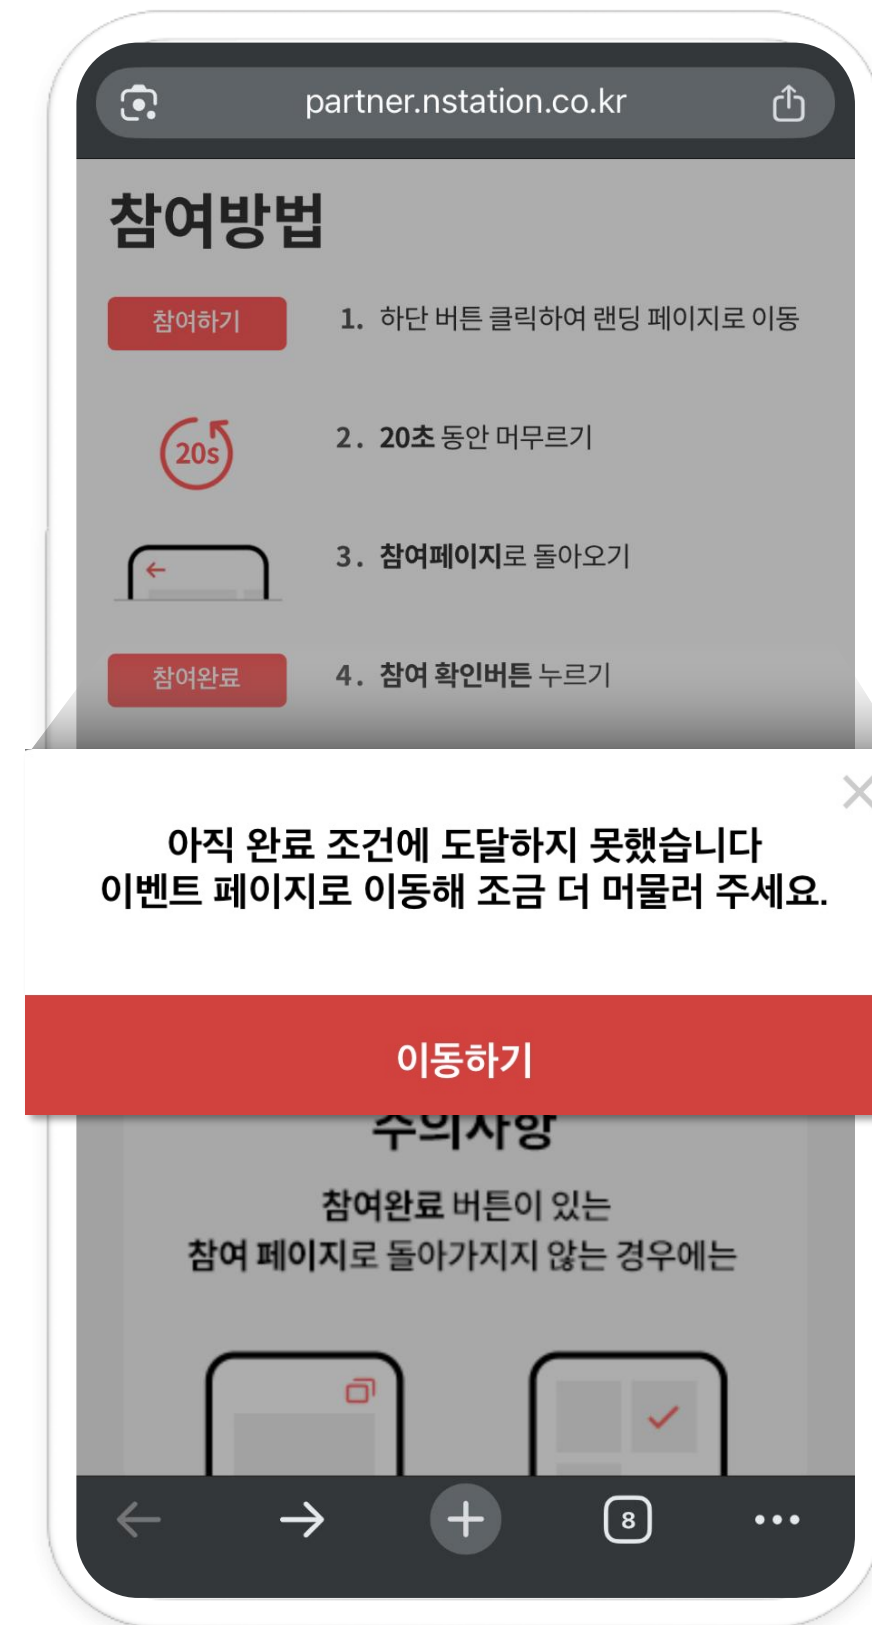 partner.nstation.co.kr
참여방법
참여하기
1. 하단 버튼 클릭하여 랜딩 페이지로 이동
20s
2. 20초 동안 머무르기
3. 참여페이지로 돌아오기
참여완료
4. 참여 확인버튼 누르기
아직 완료 조건에 도달하지 못했습니다
이벤트 페이지로 이동해 조금 더 머물러 주세요.
이동하기
주의사항
참여완료 버튼이 있는
참여 페이지로 돌아가지지 않는 경우에는
8